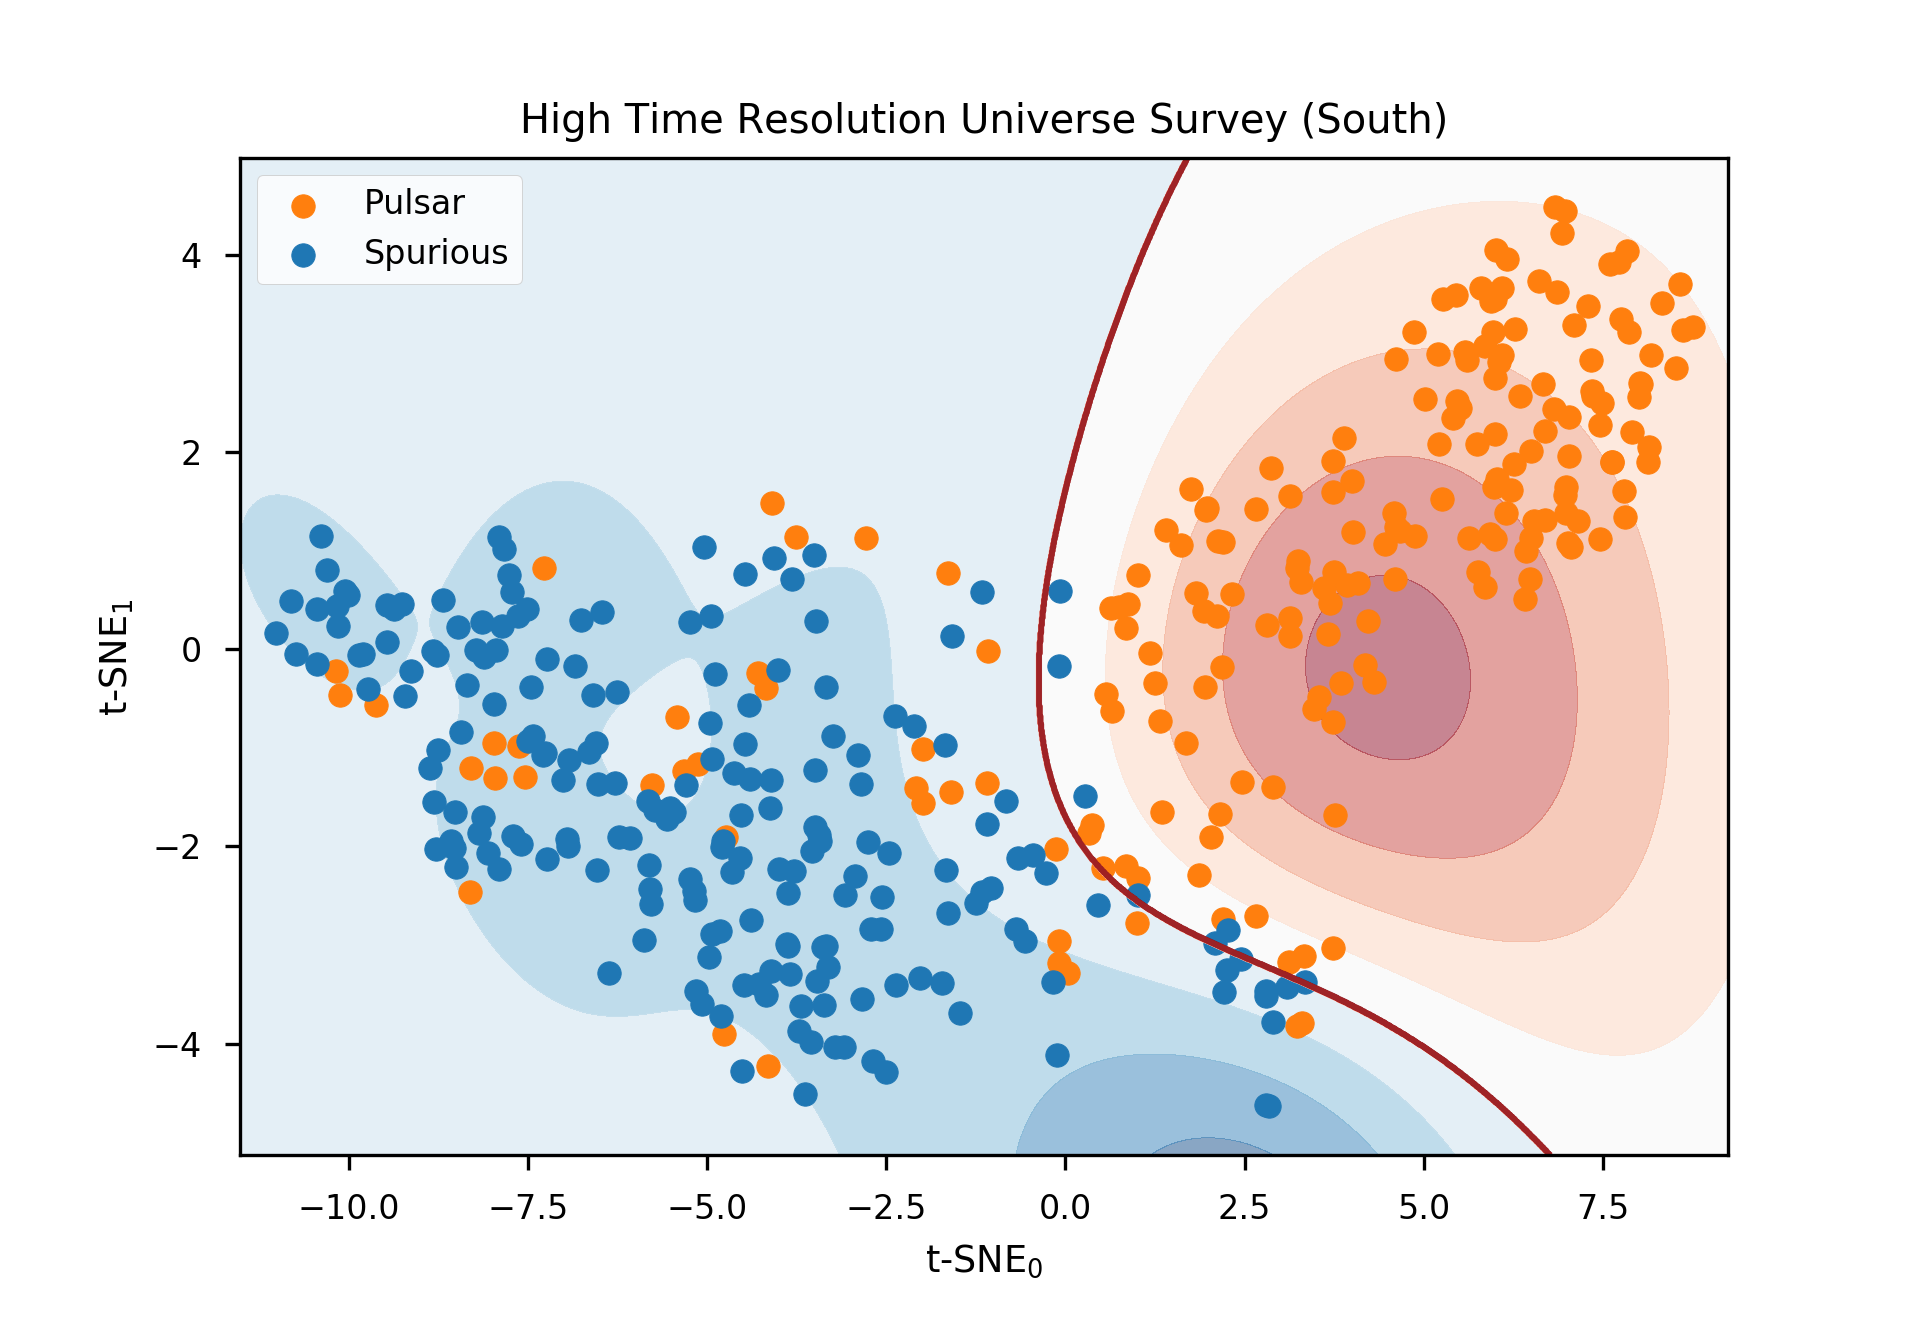 High Time Resolution Universe Survey (South)
Pulsar
Spurious
4
2
0
−2
−4
t-SNE₁
−10.0 −7.5 −5.0 −2.5 0.0 2.5 5.0 7.5
t-SNE₀